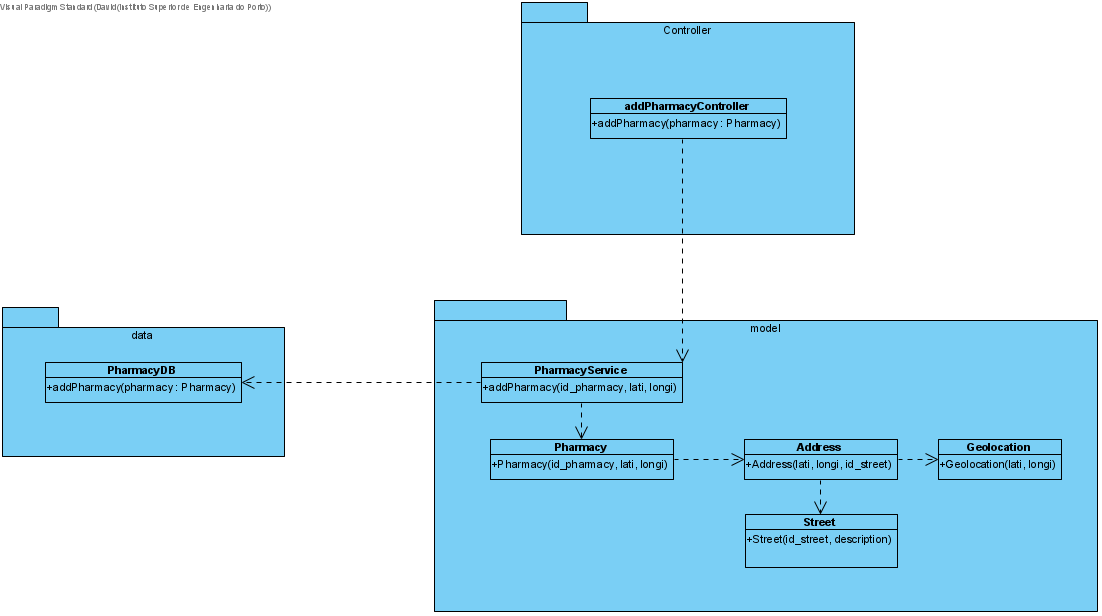 Visual Paradigm Standard (David(Instituto Superior de Engenharia do Porto))
Controller
addPharmacyController
+addPharmacy(pharmacy : Pharmacy)
data
PharmacyDB
+addPharmacy(pharmacy : Pharmacy)
model
PharmacyService
+addPharmacy(id_pharmacy, lati, longi)
Pharmacy
+Pharmacy(id_pharmacy, lati, longi)
Address
+Address(lati, longi, id_street)
Geolocation
+Geolocation(lati, longi)
Street
+Street(id_street, description)